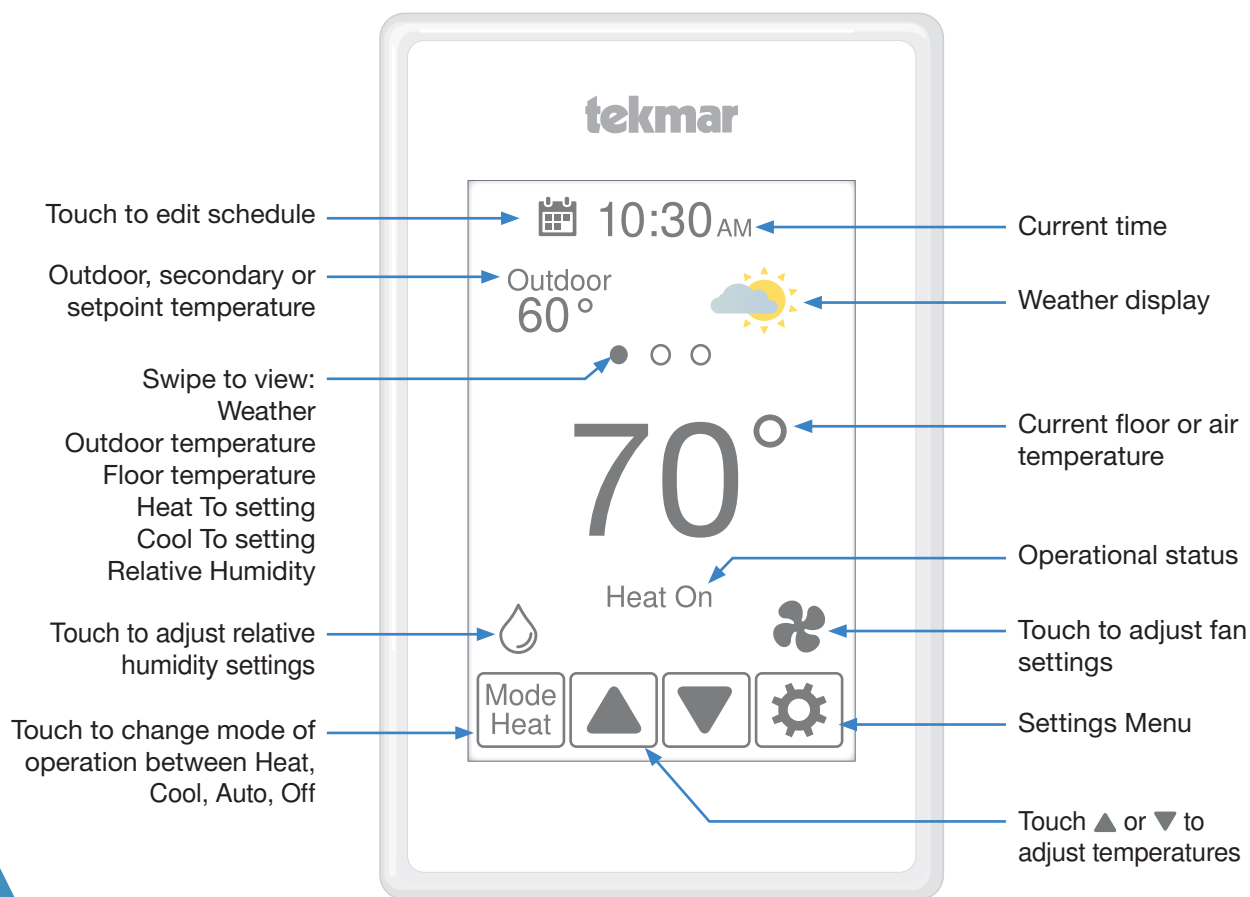 tekmar
Touch to edit schedule
10:30 AM
Current time
Outdoor, secondary or
setpoint temperature
Outdoor
60°
Weather display
Swipe to view:
Weather
Outdoor temperature
Floor temperature
Heat To setting
Cool To setting
Relative Humidity
70°
Current floor or air
temperature
Operational status
Heat On
Touch to adjust relative
humidity settings
Touch to adjust fan
settings
Mode
Heat
Settings Menu
Touch to change mode of
operation between Heat,
Cool, Auto, Off
Touch ▲ or ▼ to
adjust temperatures